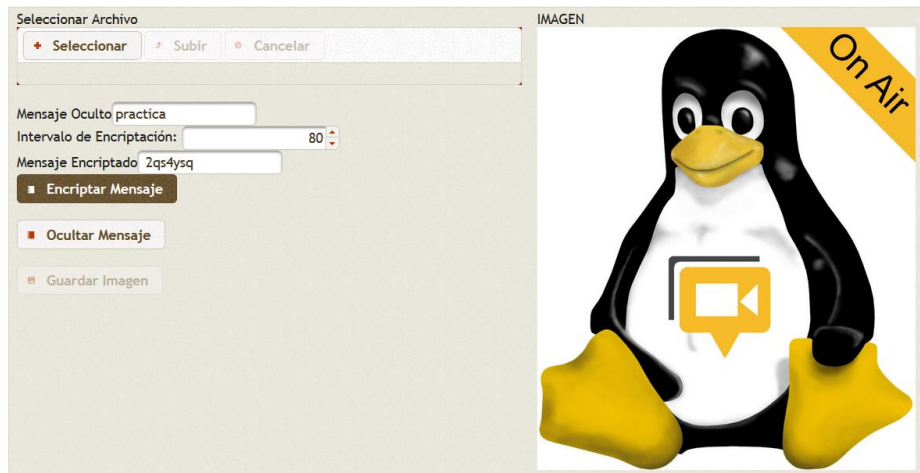 Seleccionar Archivo
Seleccionar Subir Cancelar
Mensaje Oculto practica
Intervalo de Encriptación: 80
Mensaje Encriptado 2qs4ysq
Encriptar Mensaje
Ocultar Mensaje
Guardar Imagen
IMAGEN
On Air